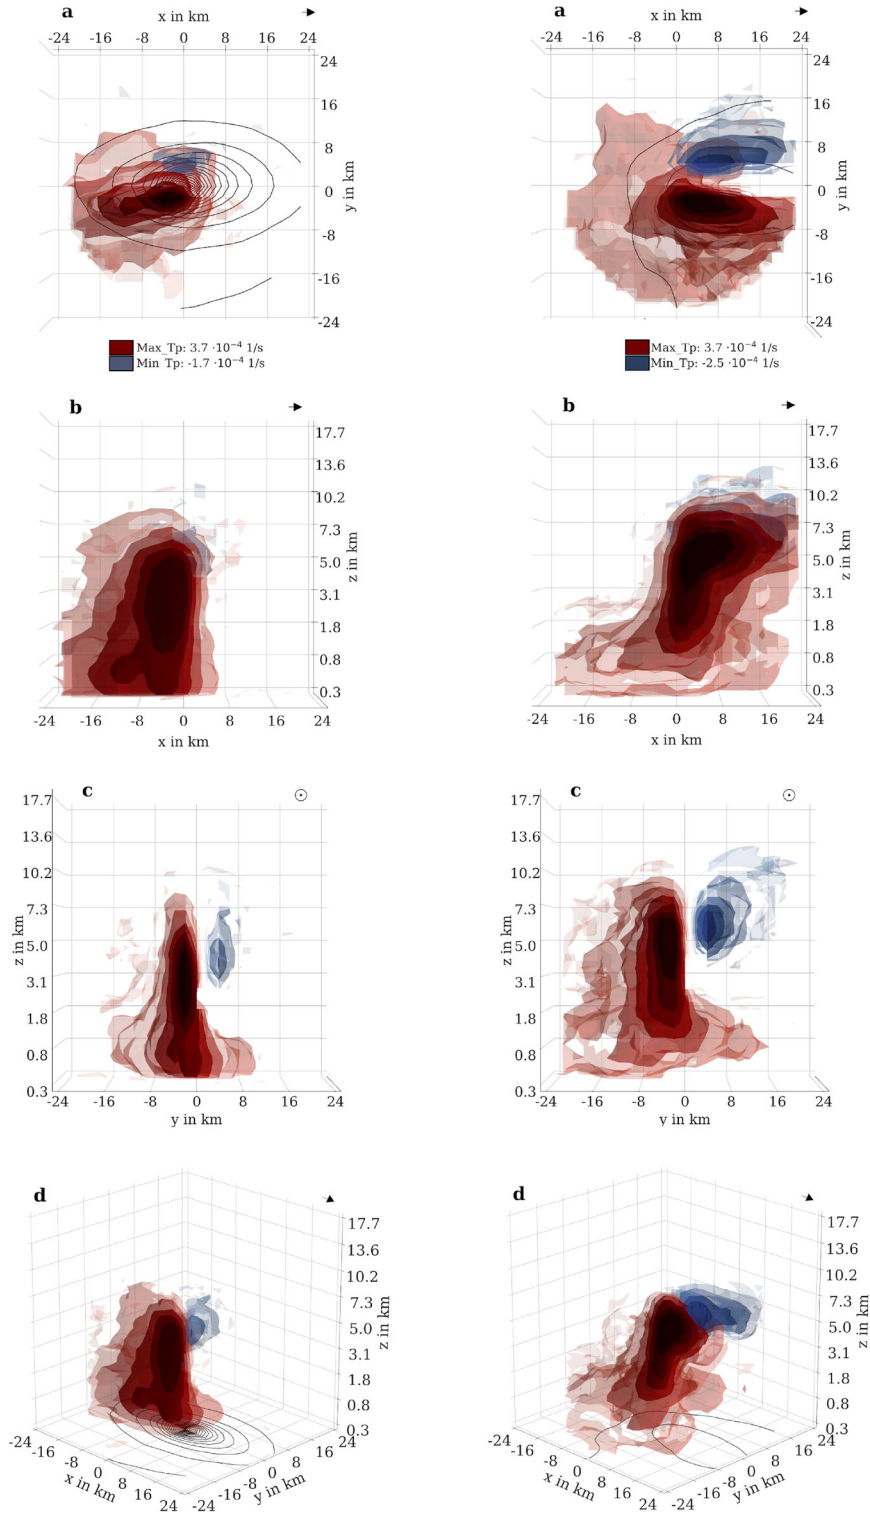 a
x in km
-24 -16 -8 0 8 16 24
24
16
8
0
-8
-16
-24
y in km
Max_Tp: 3.7 ·10⁻⁴ 1/s
Min_Tp: -1.7 ·10⁻⁴ 1/s
a
x in km
-24 -16 -8 0 8 16 24
24
16
8
0
-8
-16
-24
y in km
Max_Tp: 3.7 ·10⁻⁴ 1/s
Min_Tp: -2.5 ·10⁻⁴ 1/s
b
17.7
13.6
10.2
7.3
5.0
3.1
1.8
0.8
0.3
z in km
-24 -16 -8 0 8 16 24
x in km
b
17.7
13.6
10.2
7.3
5.0
3.1
1.8
0.8
0.3
z in km
-24 -16 -8 0 8 16 24
x in km
c
17.7
13.6
10.2
7.3
5.0
3.1
1.8
0.8
0.3
z in km
-24 -16 -8 0 8 16 24
y in km
c
17.7
13.6
10.2
7.3
5.0
3.1
1.8
0.8
0.3
z in km
-24 -16 -8 0 8 16 24
y in km
d
17.7
13.6
10.2
7.3
5.0
3.1
1.8
0.8
0.3
z in km
-24 -16 -8 0 8 16 24
x in km
-24 -16 -8 0 8 16 24
y in km
d
17.7
13.6
10.2
7.3
5.0
3.1
1.8
0.8
0.3
z in km
-24 -16 -8 0 8 16 24
x in km
-24 -16 -8 0 8 16 24
y in km